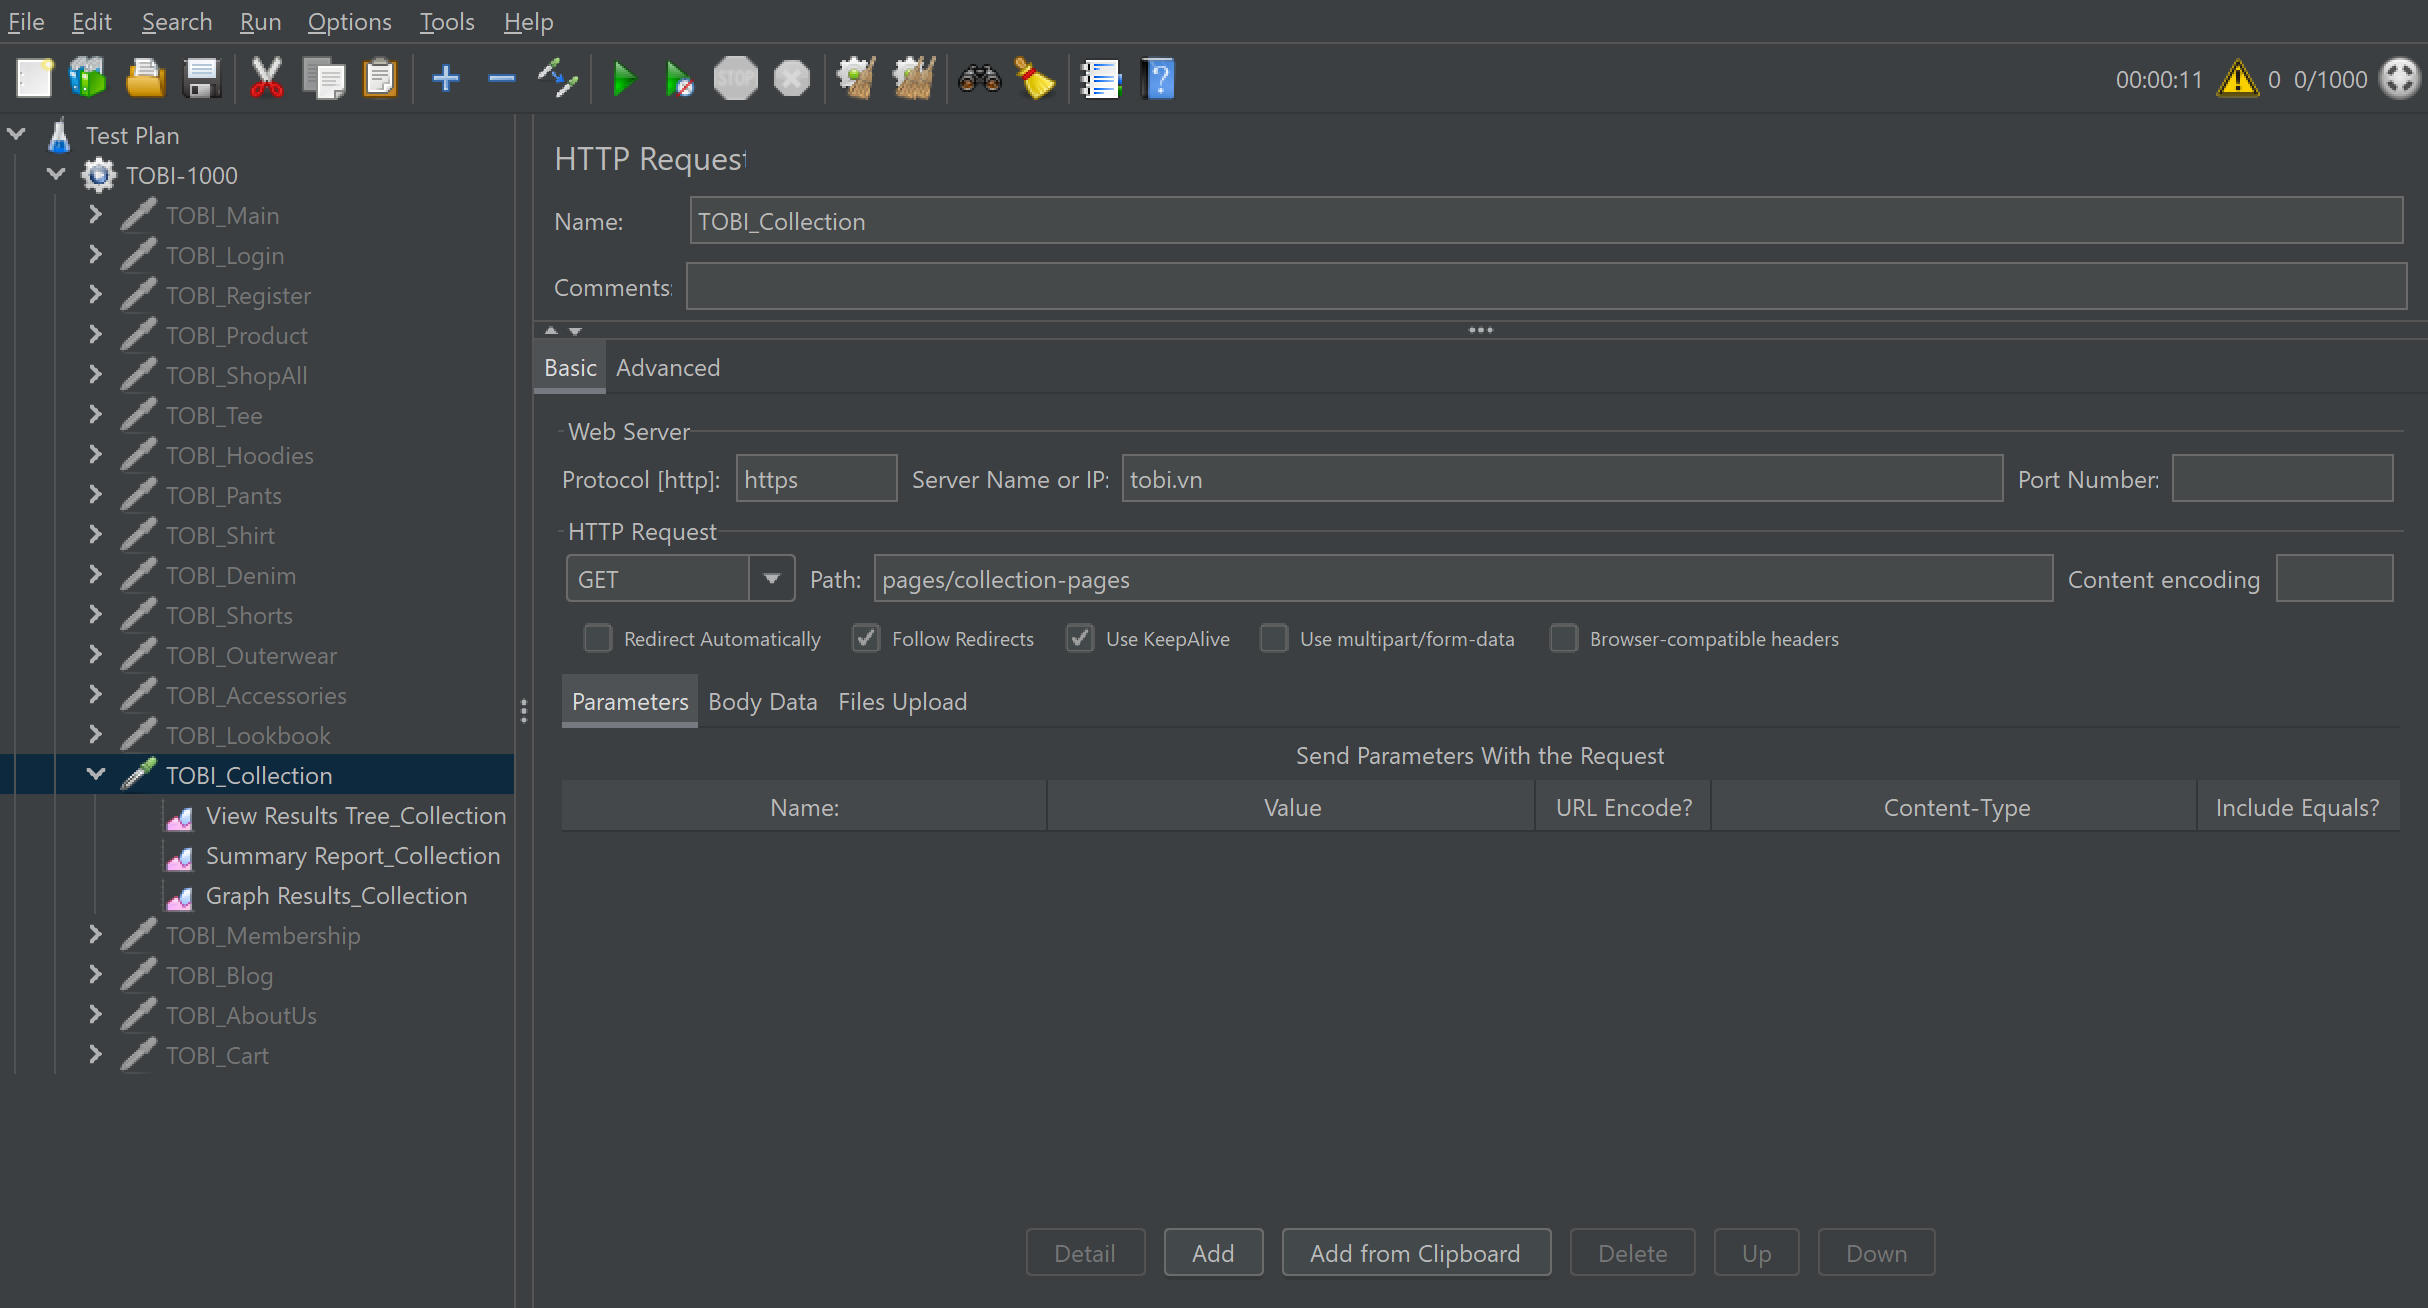 File Edit Search Run Options Tools Help
STOP 00:00:11 0 0/1000
Test Plan
TOBI-1000
TOBI_Main
TOBI_Login
TOBI_Register
TOBI_Product
TOBI_ShopAll
TOBI_Tee
TOBI_Hoodies
TOBI_Pants
TOBI_Shirt
TOBI_Denim
TOBI_Shorts
TOBI_Outerwear
TOBI_Accessories
TOBI_Lookbook
TOBI_Collection
View Results Tree_Collection
Summary Report_Collection
Graph Results_Collection
TOBI_Membership
TOBI_Blog
TOBI_AboutUs
TOBI_Cart
HTTP Request
Name: TOBI_Collection
Comments:
Basic Advanced
Web Server
Protocol [http]: https Server Name or IP: tobi.vn Port Number:
HTTP Request
GET Path: pages/collection-pages Content encoding
Redirect Automatically Follow Redirects Use KeepAlive Use multipart/form-data Browser-compatible headers
Parameters Body Data Files Upload
Send Parameters With the Request
Name: Value URL Encode? Content-Type Include Equals?
Detail Add Add from Clipboard Delete Up Down